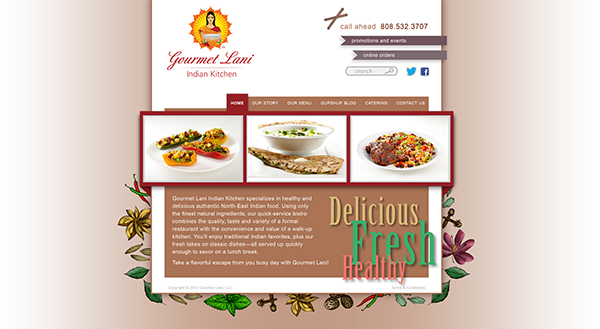 call ahead 808.532.3707
promotions and events
Gourmet Lani
online orders
Indian Kitchen
search
HOME OUR STORY OUR MENU GUPSHUP BLOG CATERING CONTACT US
Gourmet Lani Indian Kitchen specializes in healthy and
delicious authentic North-East Indian food. Using only
the finest natural ingredients, our quick-service bistro
combines the quality, taste and variety of a formal
restaurant with the convenience and value of a walk-up
kitchen. You'll enjoy traditional Indian favorites, plus our
fresh takes on classic dishes—all served up quickly
enough to savor on a lunch break.
Take a flavorful escape from you busy day with Gourmet Lani!
Delicious
Fresh
Healthy
Copyright © 2013 Gourmet Lani, LLC. Terms & Conditions